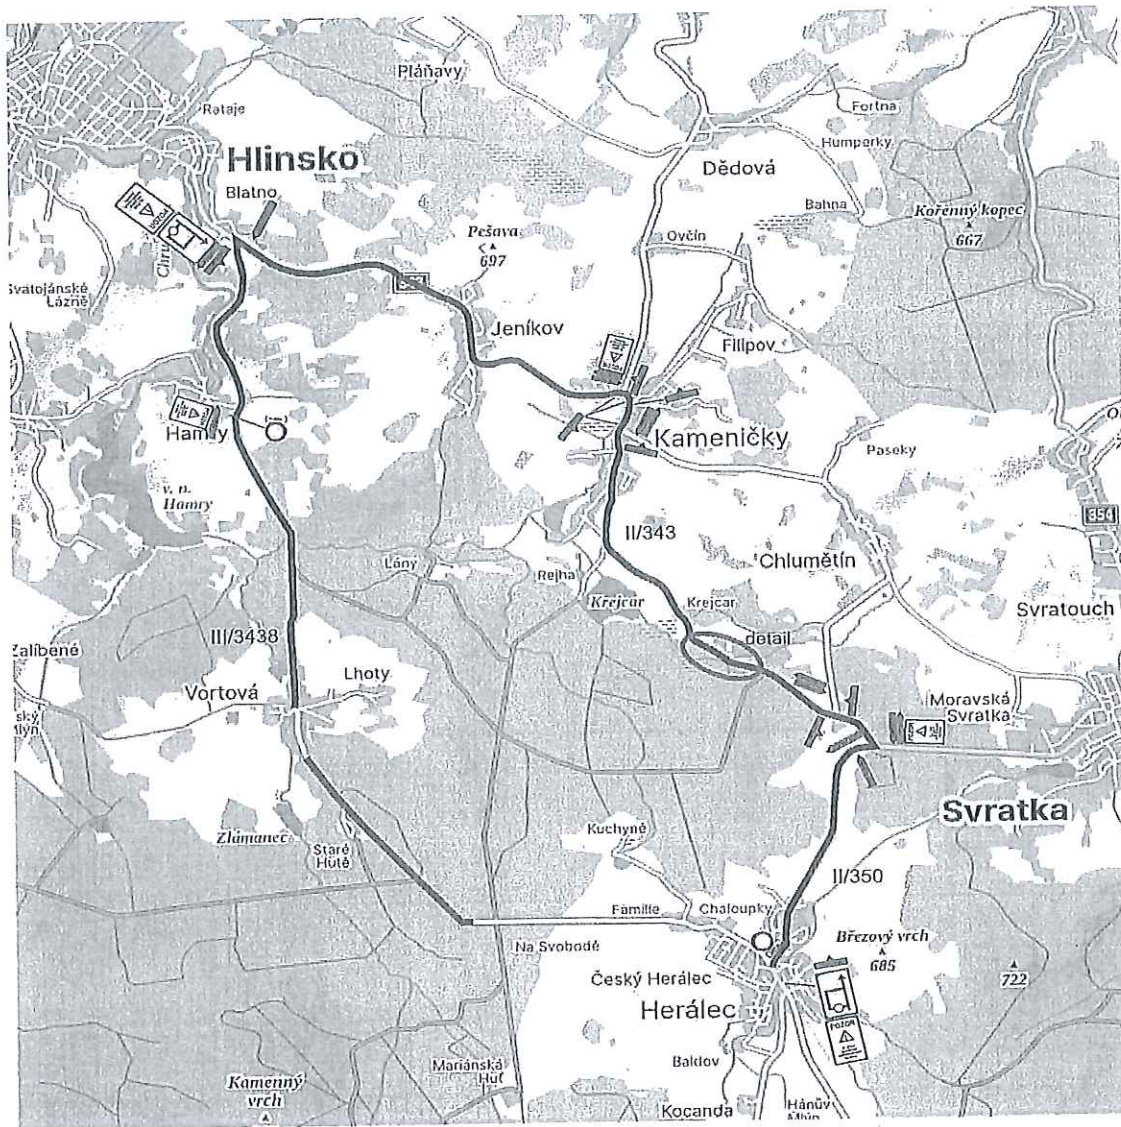 Pláňavy
Rataje
Fortna
Humperky
Hlinsko
Dědová
Blatno
Bahna
Kořenný kopec
667
Pešava
697
Ovčín
Svatojánské
Lázně
Jeníkov
Filipov
Hamry
Kameničky
Paseky
v. n.
Hamry
354
II/343
Chlumětín
Lány
Rejha
Krejcar
Krejcar
Svratouch
III/3438
detail
Zalíbené
Lhoty
Vortová
Moravská
Svratka
Svratka
Zlámanec
Staré
Hutě
Kuchyně
II/350
Familie
Chaloupky
Na Svobodě
Březový vrch
685
Český Herálec
722
Herálec
POZOR
Baldov
Mariánská
Huť
Kamenný
vrch
Kocanda
Hánův
Mlýn